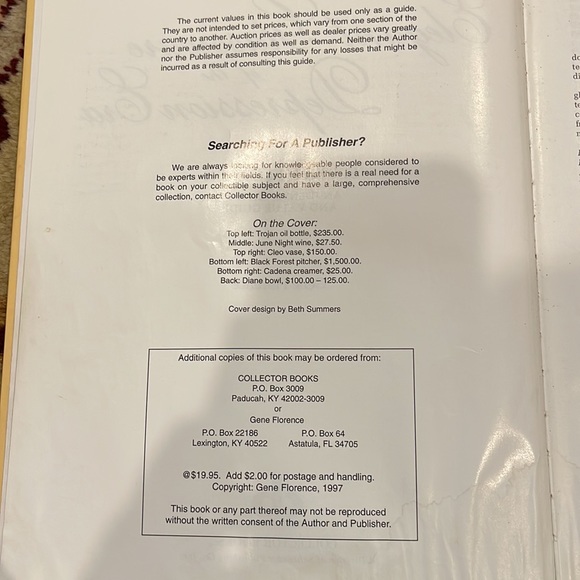 The current values in this book should be used only as a guide.
They are not intended to set prices, which vary from one section of the
country to another. Auction prices as well as dealer prices vary greatly
and are affected by condition as well as demand. Neither the Author
nor the Publisher assumes responsibility for any losses that might be
incurred as a result of consulting this guide.
Searching For A Publisher?
We are always looking for knowledgeable people considered to
be experts within their fields. If you feel that there is a real need for a
book on your collectible subject and have a large, comprehensive
collection, contact Collector Books.
On the Cover:
Top left: Trojan oil bottle, $235.00.
Middle: June Night wine, $27.50.
Top right: Cleo vase, $150.00.
Bottom left: Black Forest pitcher, $1,500.00.
Bottom right: Cadena creamer, $25.00.
Back: Diane bowl, $100.00 – 125.00.
Cover design by Beth Summers
Additional copies of this book may be ordered from:
COLLECTOR BOOKS
P.O. Box 3009
Paducah, KY 42002-3009
or
Gene Florence
P.O. Box 22186 P.O. Box 64
Lexington, KY 40522 Astatula, FL 34705
@$19.95. Add $2.00 for postage and handling.
Copyright: Gene Florence, 1997
This book or any part thereof may not be reproduced
without the written consent of the Author and Publisher.